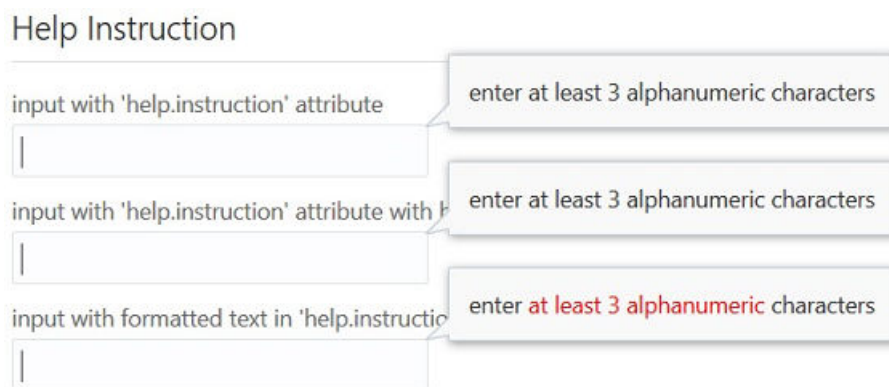 Help Instruction
input with 'help.instruction' attribute
enter at least 3 alphanumeric characters
input with 'help.instruction' attribute with
enter at least 3 alphanumeric characters
input with formatted text in 'help.instructio
enter at least 3 alphanumeric characters